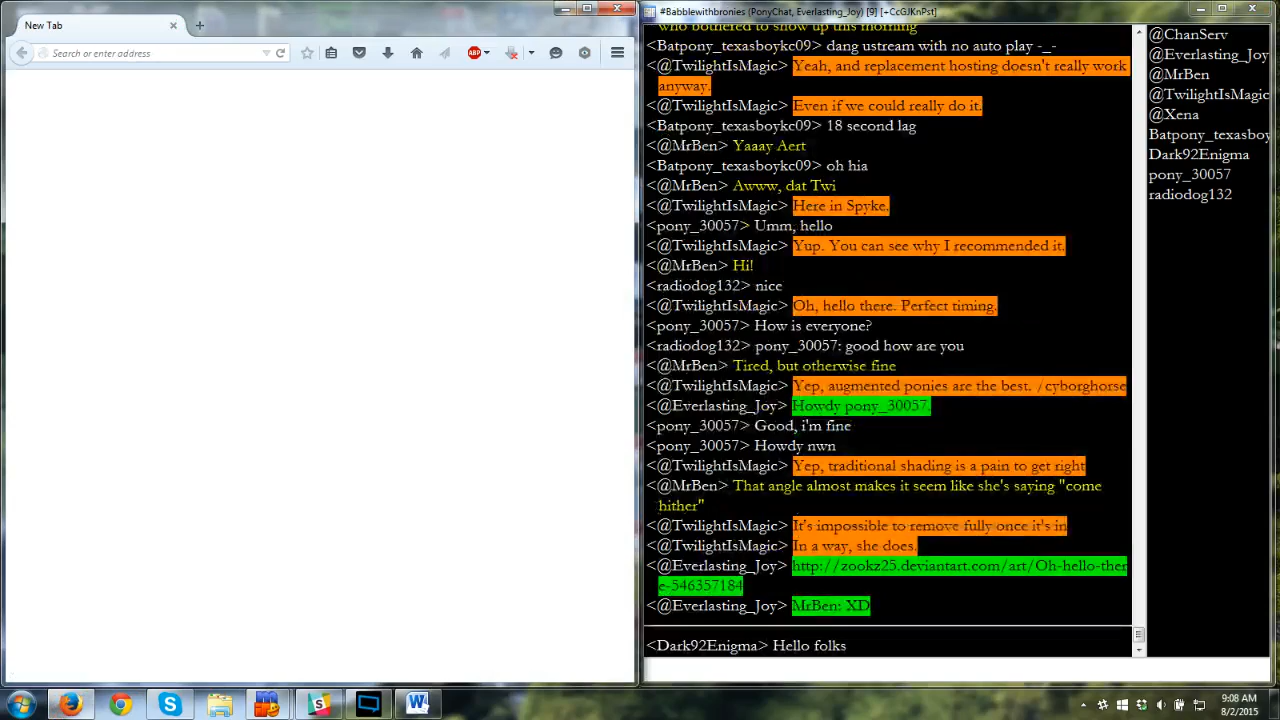 New Tab
Search or enter address
ABP
#Babblewithbronies (PonyChat, Everlasting_Joy) [9] [+CcGJKnPst]
who bothered to show up this morning
<Batpony_texasboykc09> dang ustream with no auto play -_-
<@TwilightIsMagic> Yeah, and replacement hosting doesn't really work
anyway.
<@TwilightIsMagic> Even if we could really do it.
<Batpony_texasboykc09> 18 second lag
<@MrBen> Yaaay Aert
<Batpony_texasboykc09> oh hia
<@MrBen> Awww, dat Twi
<@TwilightIsMagic> Here in Spyke.
<pony_30057> Umm, hello
<@TwilightIsMagic> Yup. You can see why I recommended it.
<@MrBen> Hi!
<radiodog132> nice
<@TwilightIsMagic> Oh, hello there. Perfect timing.
<pony_30057> How is everyone?
<radiodog132> pony_30057: good how are you
<@MrBen> Tired, but otherwise fine
<@TwilightIsMagic> Yep, augmented ponies are the best. /cyborghorse
<@Everlasting_Joy> Howdy pony_30057.
<pony_30057> Good, i'm fine
<pony_30057> Howdy nwn
<@TwilightIsMagic> Yep, traditional shading is a pain to get right
<@MrBen> That angle almost makes it seem like she's saying "come
hither"
<@TwilightIsMagic> It's impossible to remove fully once it's in
<@TwilightIsMagic> In a way, she does.
<@Everlasting_Joy> http://zookz25.deviantart.com/art/Oh-hello-ther
e-546357184
<@Everlasting_Joy> MrBen: XD
<Dark92Enigma> Hello folks
@ChanServ
@Everlasting_Joy
@MrBen
@TwilightIsMagic
@Xena
Batpony_texasboy
Dark92Enigma
pony_30057
radiodog132
9:08 AM
8/2/2015